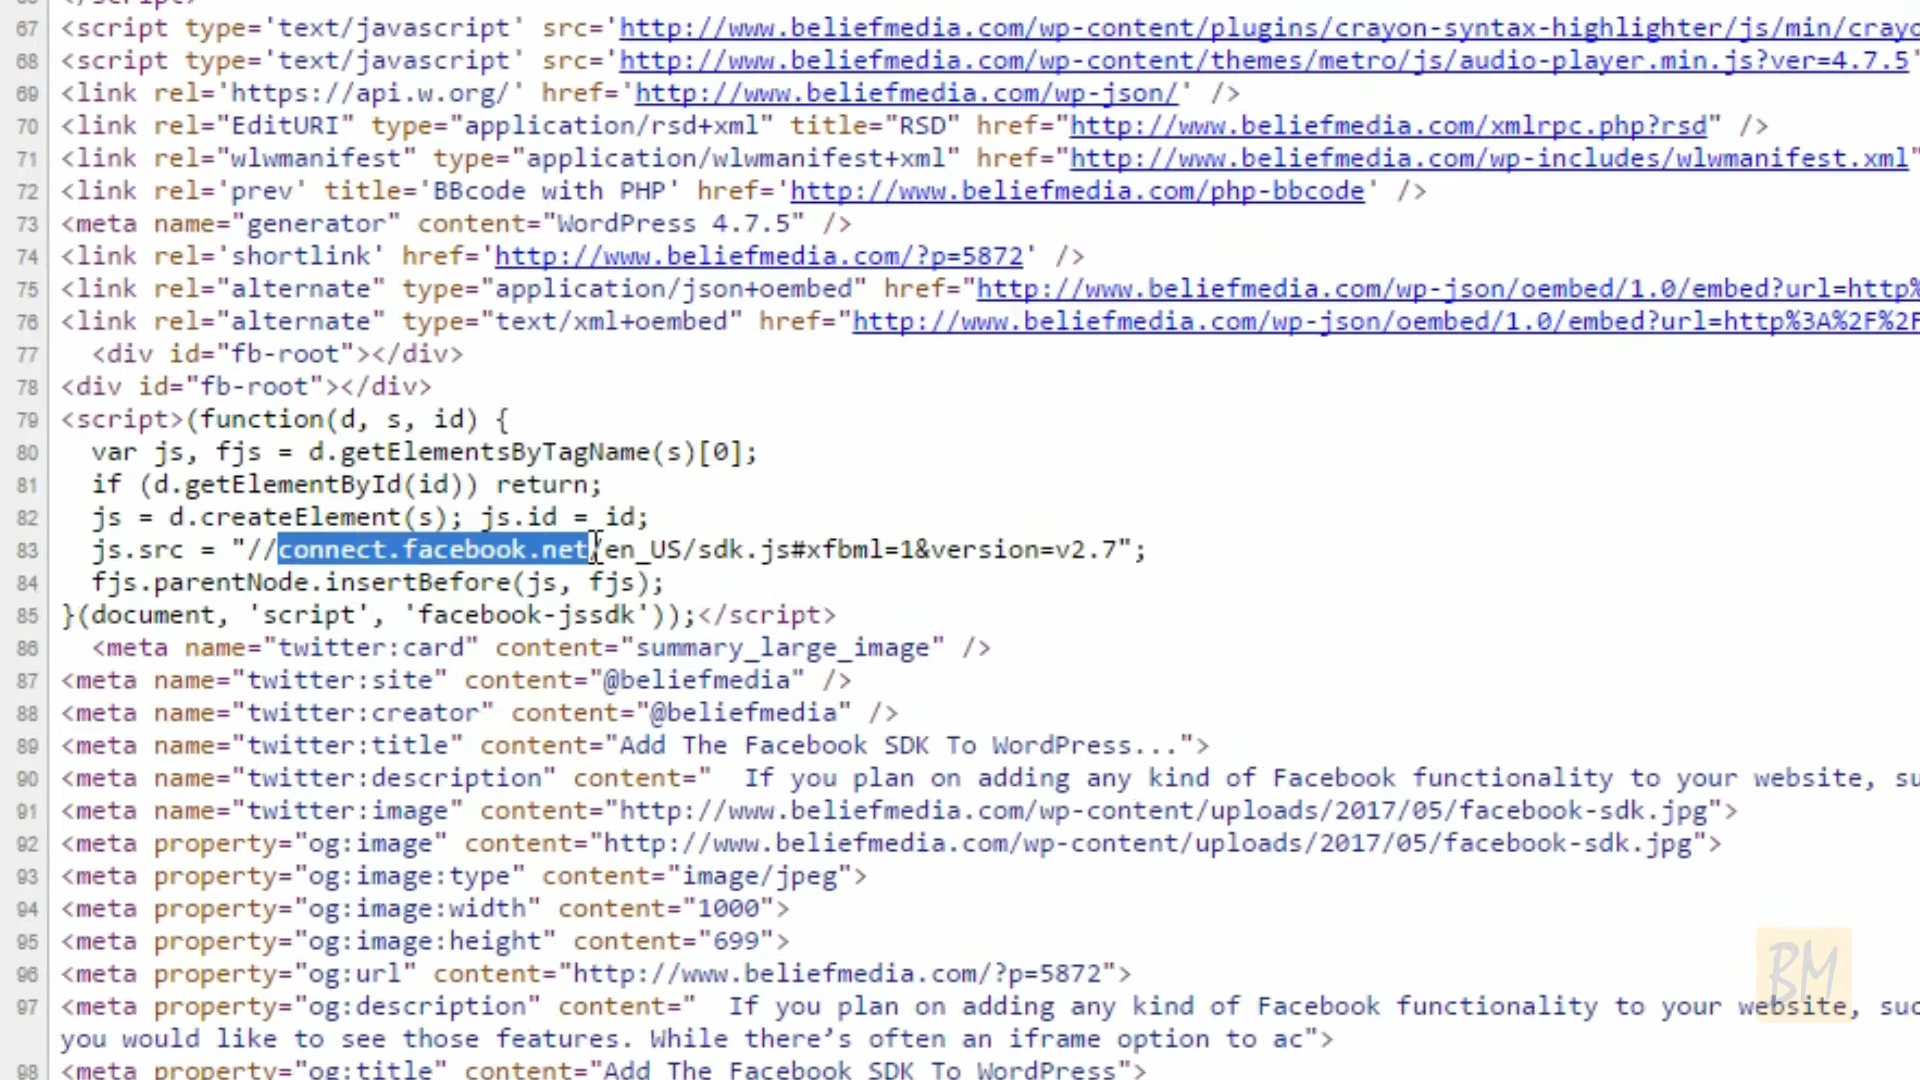 </script>
67 <script type='text/javascript' src='http://www.beliefmedia.com/wp-content/plugins/crayon-syntax-highlighter/js/min/crayo
68 <script type='text/javascript' src='http://www.beliefmedia.com/wp-content/themes/metro/js/audio-player.min.js?ver=4.7.5'
69 <link rel='https://api.w.org/' href='http://www.beliefmedia.com/wp-json/' />
70 <link rel="EditURI" type="application/rsd+xml" title="RSD" href="http://www.beliefmedia.com/xmlrpc.php?rsd" />
71 <link rel="wlwmanifest" type="application/wlwmanifest+xml" href="http://www.beliefmedia.com/wp-includes/wlwmanifest.xml"
72 <link rel='prev' title='BBcode with PHP' href='http://www.beliefmedia.com/php-bbcode' />
73 <meta name="generator" content="WordPress 4.7.5" />
74 <link rel='shortlink' href='http://www.beliefmedia.com/?p=5872' />
75 <link rel="alternate" type="application/json+oembed" href="http://www.beliefmedia.com/wp-json/oembed/1.0/embed?url=http%
76 <link rel="alternate" type="text/xml+oembed" href="http://www.beliefmedia.com/wp-json/oembed/1.0/embed?url=http%3A%2F%2F
77 <div id="fb-root"></div>
78 <div id="fb-root"></div>
79 <script>(function(d, s, id) {
80 var js, fjs = d.getElementsByTagName(s)[0];
81 if (d.getElementById(id)) return;
82 js = d.createElement(s); js.id = id;
83 js.src = "//connect.facebook.net/en_US/sdk.js#xfbml=1&version=v2.7";
84 fjs.parentNode.insertBefore(js, fjs);
85 }(document, 'script', 'facebook-jssdk'));</script>
86 <meta name="twitter:card" content="summary_large_image" />
87 <meta name="twitter:site" content="@beliefmedia" />
88 <meta name="twitter:creator" content="@beliefmedia" />
89 <meta name="twitter:title" content="Add The Facebook SDK To WordPress...">
90 <meta name="twitter:description" content="  If you plan on adding any kind of Facebook functionality to your website, su
91 <meta name="twitter:image" content="http://www.beliefmedia.com/wp-content/uploads/2017/05/facebook-sdk.jpg">
92 <meta property="og:image" content="http://www.beliefmedia.com/wp-content/uploads/2017/05/facebook-sdk.jpg">
93 <meta property="og:image:type" content="image/jpeg">
94 <meta property="og:image:width" content="1000">
95 <meta property="og:image:height" content="699">
96 <meta property="og:url" content="http://www.beliefmedia.com/?p=5872">
97 <meta property="og:description" content="  If you plan on adding any kind of Facebook functionality to your website, suc
you would like to see those features. While there’s often an iframe option to ac">
98 <meta property="og:title" content="Add The Facebook SDK To WordPress">
BM